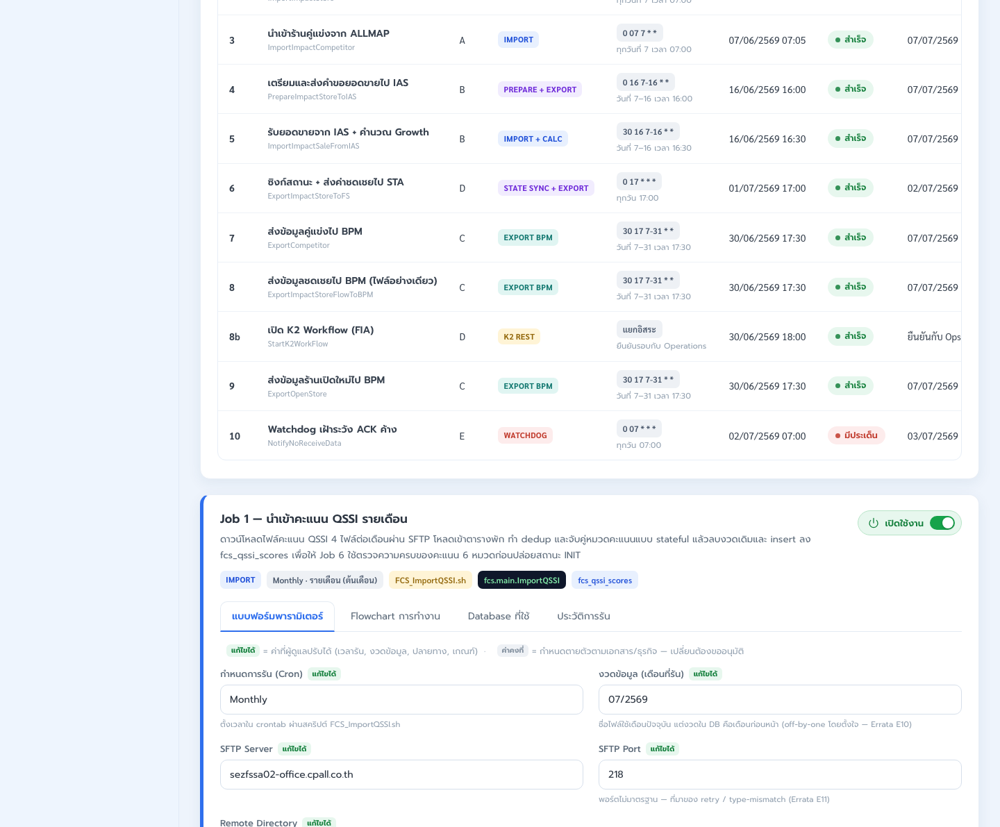 3 นำเข้าร้านคู่แข่งจาก ALLMAP A IMPORT 0 07 7 * * 07/06/2569 07:05 สำเร็จ 07/07/2569
ImportImpactCompetitor ทุกวันที่ 7 เวลา 07:00
4 เตรียมและส่งคำขอยอดขายไป IAS B PREPARE + EXPORT 0 16 7-16 * * 16/06/2569 16:00 สำเร็จ 07/07/2569
PrepareImpactStoreToIAS วันที่ 7–16 เวลา 16:00
5 รับยอดขายจาก IAS + คำนวณ Growth B IMPORT + CALC 30 16 7-16 * * 16/06/2569 16:30 สำเร็จ 07/07/2569
ImportImpactSaleFromIAS วันที่ 7–16 เวลา 16:30
6 ซิงก์สถานะ + ส่งค่าชดเชยไป STA D STATE SYNC + EXPORT 0 17 * * * 01/07/2569 17:00 สำเร็จ 02/07/2569
ExportImpactStoreToFS ทุกวัน 17:00
7 ส่งข้อมูลคู่แข่งไป BPM C EXPORT BPM 30 17 7-31 * * 30/06/2569 17:30 สำเร็จ 07/07/2569
ExportCompetitor วันที่ 7–31 เวลา 17:30
8 ส่งข้อมูลชดเชยไป BPM (ไฟล์อย่างเดียว) C EXPORT BPM 30 17 7-31 * * 30/06/2569 17:30 สำเร็จ 07/07/2569
ExportImpactStoreFlowToBPM วันที่ 7–31 เวลา 17:30
8b เปิด K2 Workflow (FIA) D K2 REST แยกอิสระ 30/06/2569 18:00 สำเร็จ ยืนยันกับ Ops
StartK2WorkFlow ยืนยันรอบกับ Operations
9 ส่งข้อมูลร้านเปิดใหม่ไป BPM C EXPORT BPM 30 17 7-31 * * 30/06/2569 17:30 สำเร็จ 07/07/2569
ExportOpenStore วันที่ 7–31 เวลา 17:30
10 Watchdog เฝ้าระวัง ACK ค้าง E WATCHDOG 0 07 * * * 02/07/2569 07:00 มีประเด็น 03/07/2569
NotifyNoReceiveData ทุกวัน 07:00
Job 1 — นำเข้าคะแนน QSSI รายเดือน เปิดใช้งาน
ดาวน์โหลดไฟล์คะแนน QSSI 4 ไฟล์ต่อเดือนผ่าน SFTP โหลดเข้าตารางพัก ทำ dedup และจับคู่หมวดคะแนนแบบ stateful แล้วลบงวดเดิมและ insert ลง
fcs_qssi_scores เพื่อให้ Job 6 ใช้ตรวจความครบของคะแนน 6 หมวดก่อนปล่อยสถานะ INIT
IMPORT Monthly · รายเดือน (ต้นเดือน) FCS_ImportQSSI.sh fcs.main.ImportQSSI fcs_qssi_scores
แบบฟอร์มพารามิเตอร์ Flowchart การทำงาน Database ที่ใช้ ประวัติการรัน
แก้ไขได้ = ค่าที่ผู้ดูแลปรับได้ (เวลารัน, งวดข้อมูล, ปลายทาง, เกณฑ์) · ค่าคงที่ = กำหนดตายตัวตามเอกสาร/ธุรกิจ — เปลี่ยนต้องขออนุมัติ
กำหนดการรัน (Cron) แก้ไขได้ งวดข้อมูล (เดือนที่รัน) แก้ไขได้
Monthly 07/2569
ตั้งเวลาใน crontab ผ่านสคริปต์ FCS_ImportQSSI.sh ชื่อไฟล์ใช้เดือนปัจจุบัน แต่งวดใน DB คือเดือนก่อนหน้า (off-by-one โดยตั้งใจ — Errata E10)
SFTP Server แก้ไขได้ SFTP Port แก้ไขได้
sezfssa02-office.cpall.co.th 218
พอร์ตไม่มาตรฐาน — ที่มาของ retry / type-mismatch (Errata E11)
Remote Directory แก้ไขได้